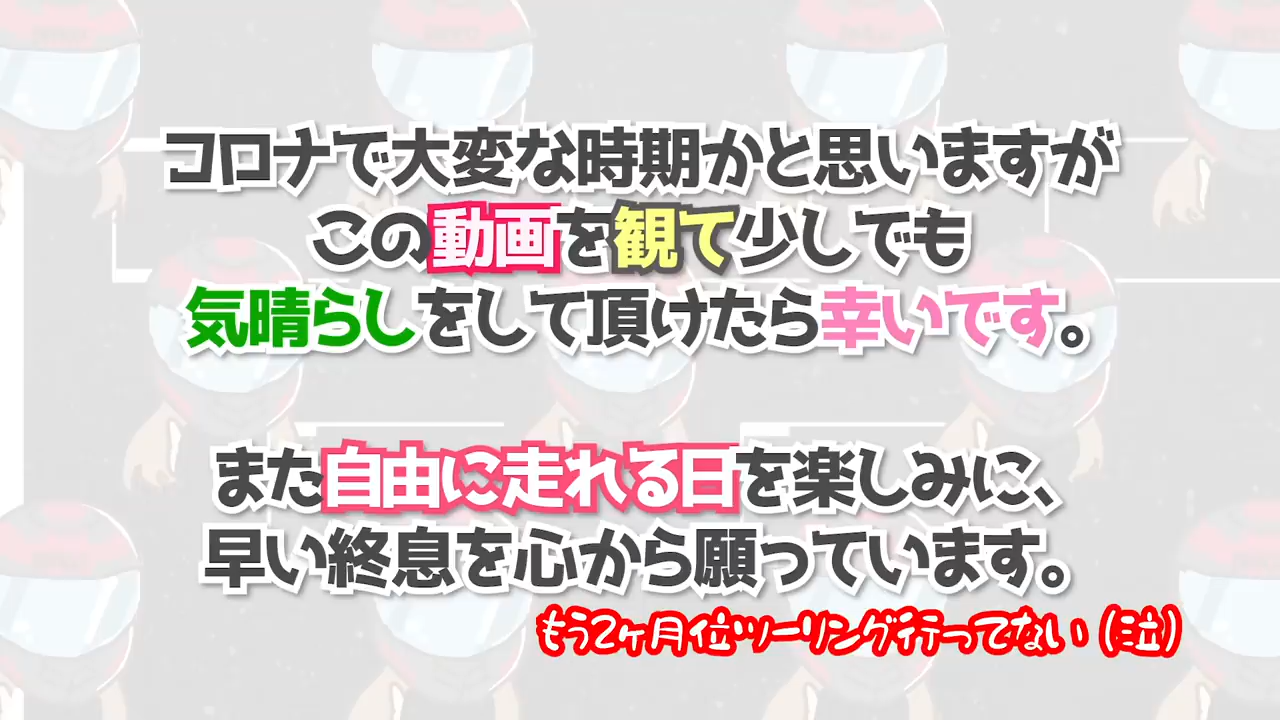 コロナで大変な時期かと思いますが
この動画を観て少しでも
気晴らしをして頂けたら幸いです。
また自由に走れる日を楽しみに、
早い終息を心から願っています。
もう2ヶ月位ツーリング行ってない（泣）